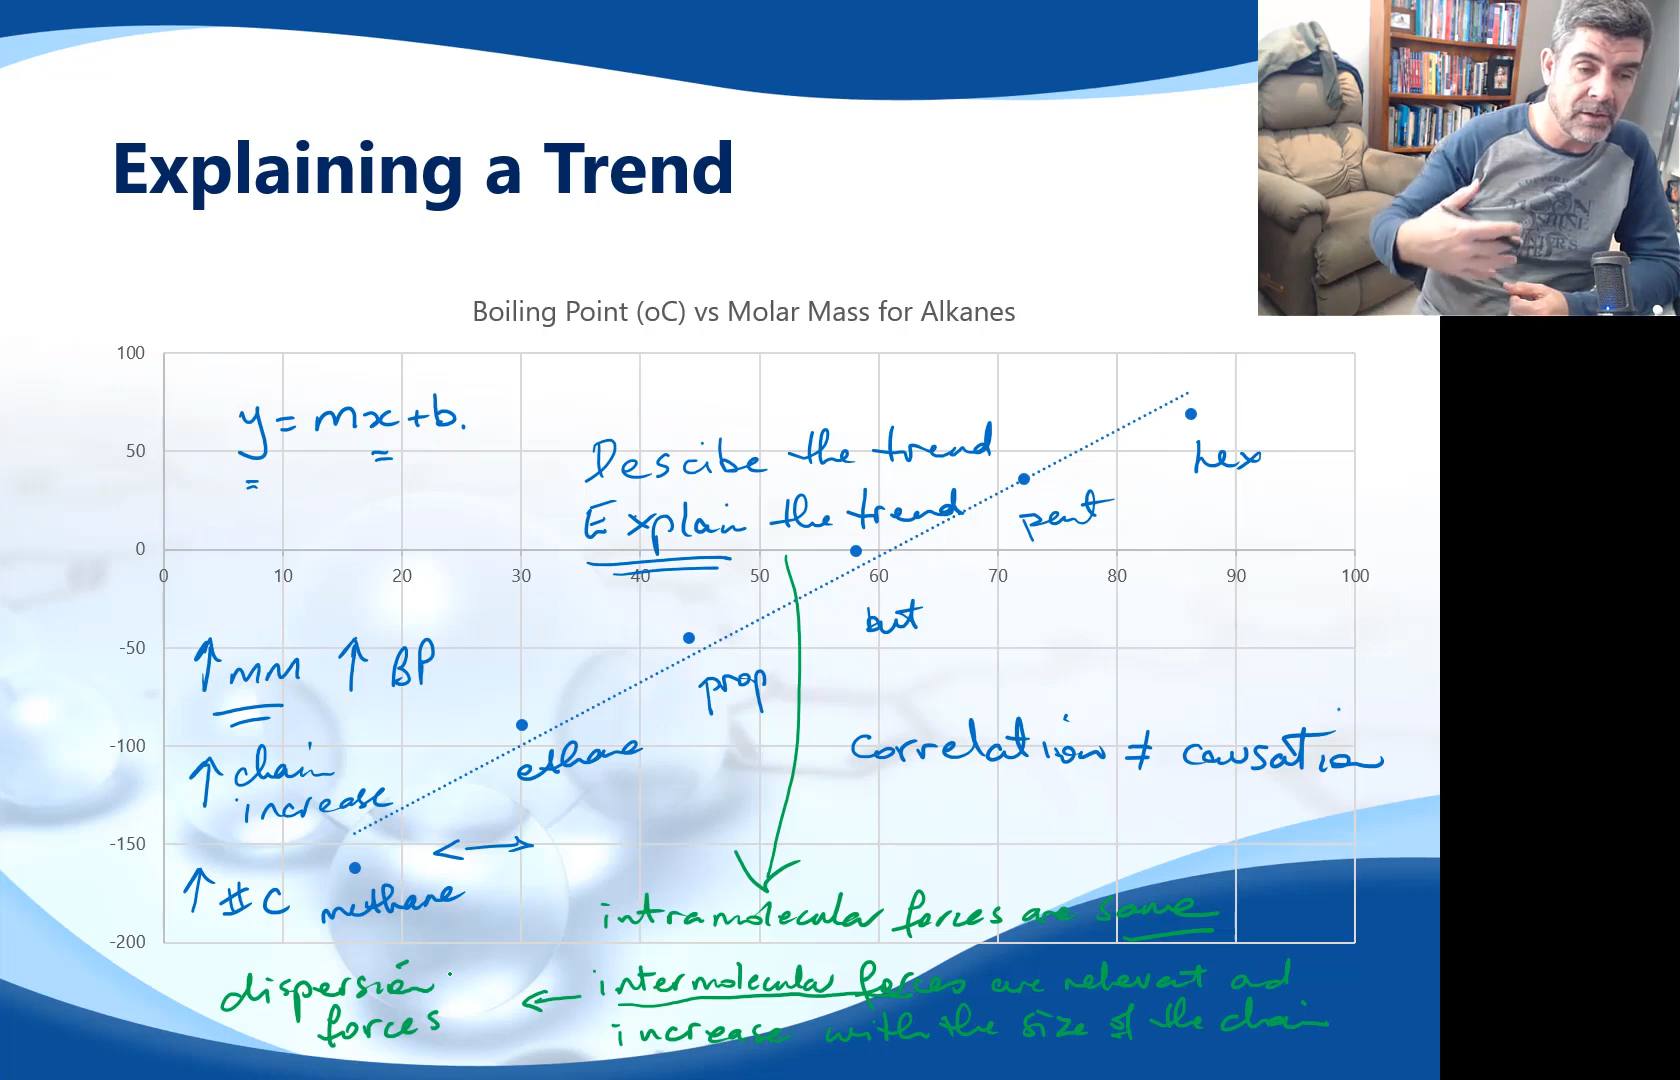 Explaining a Trend
Boiling Point (oC) vs Molar Mass for Alkanes
100
50
0
-50
-100
-150
-200
0 10 20 30 40 50 60 70 80 90 100
y = mx + b.
Descibe the trend
Explain the trend
hex
pent
but
prop
ethane
methane
↑ MM ↑ BP
↑ chain
increase
↑ #C
correlation ≠ causation
intramolecular forces are same
intermolecular forces are relevat ad
increase with the size of the chain
dispersion
forces